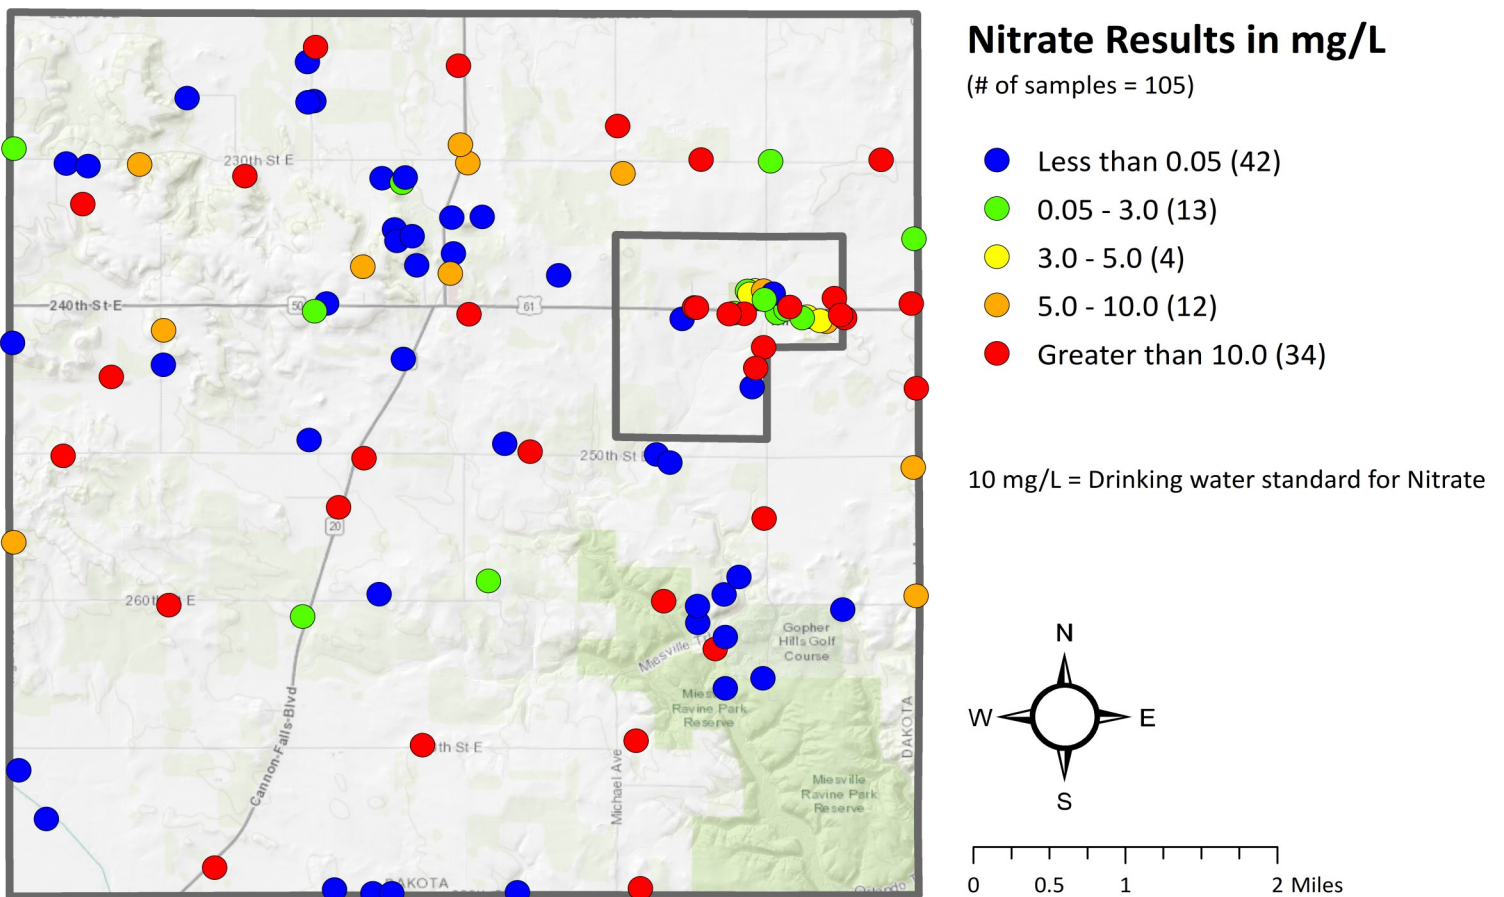 Nitrate Results in mg/L
(# of samples = 105)
Less than 0.05 (42)
0.05 - 3.0 (13)
3.0 - 5.0 (4)
5.0 - 10.0 (12)
Greater than 10.0 (34)
10 mg/L = Drinking water standard for Nitrate
N
W
E
S
0
0.5
1
2 Miles
230th St E
240th St E
50
61
250th St E
20
260th St E
Miesville
Gopher
Hills Golf
Course
Ravine Park
Reserve
th St E
Cannon Falls Blvd
Michael Ave
DAKOTA
Miesville
Ravine Park
Reserve
DAKOTA